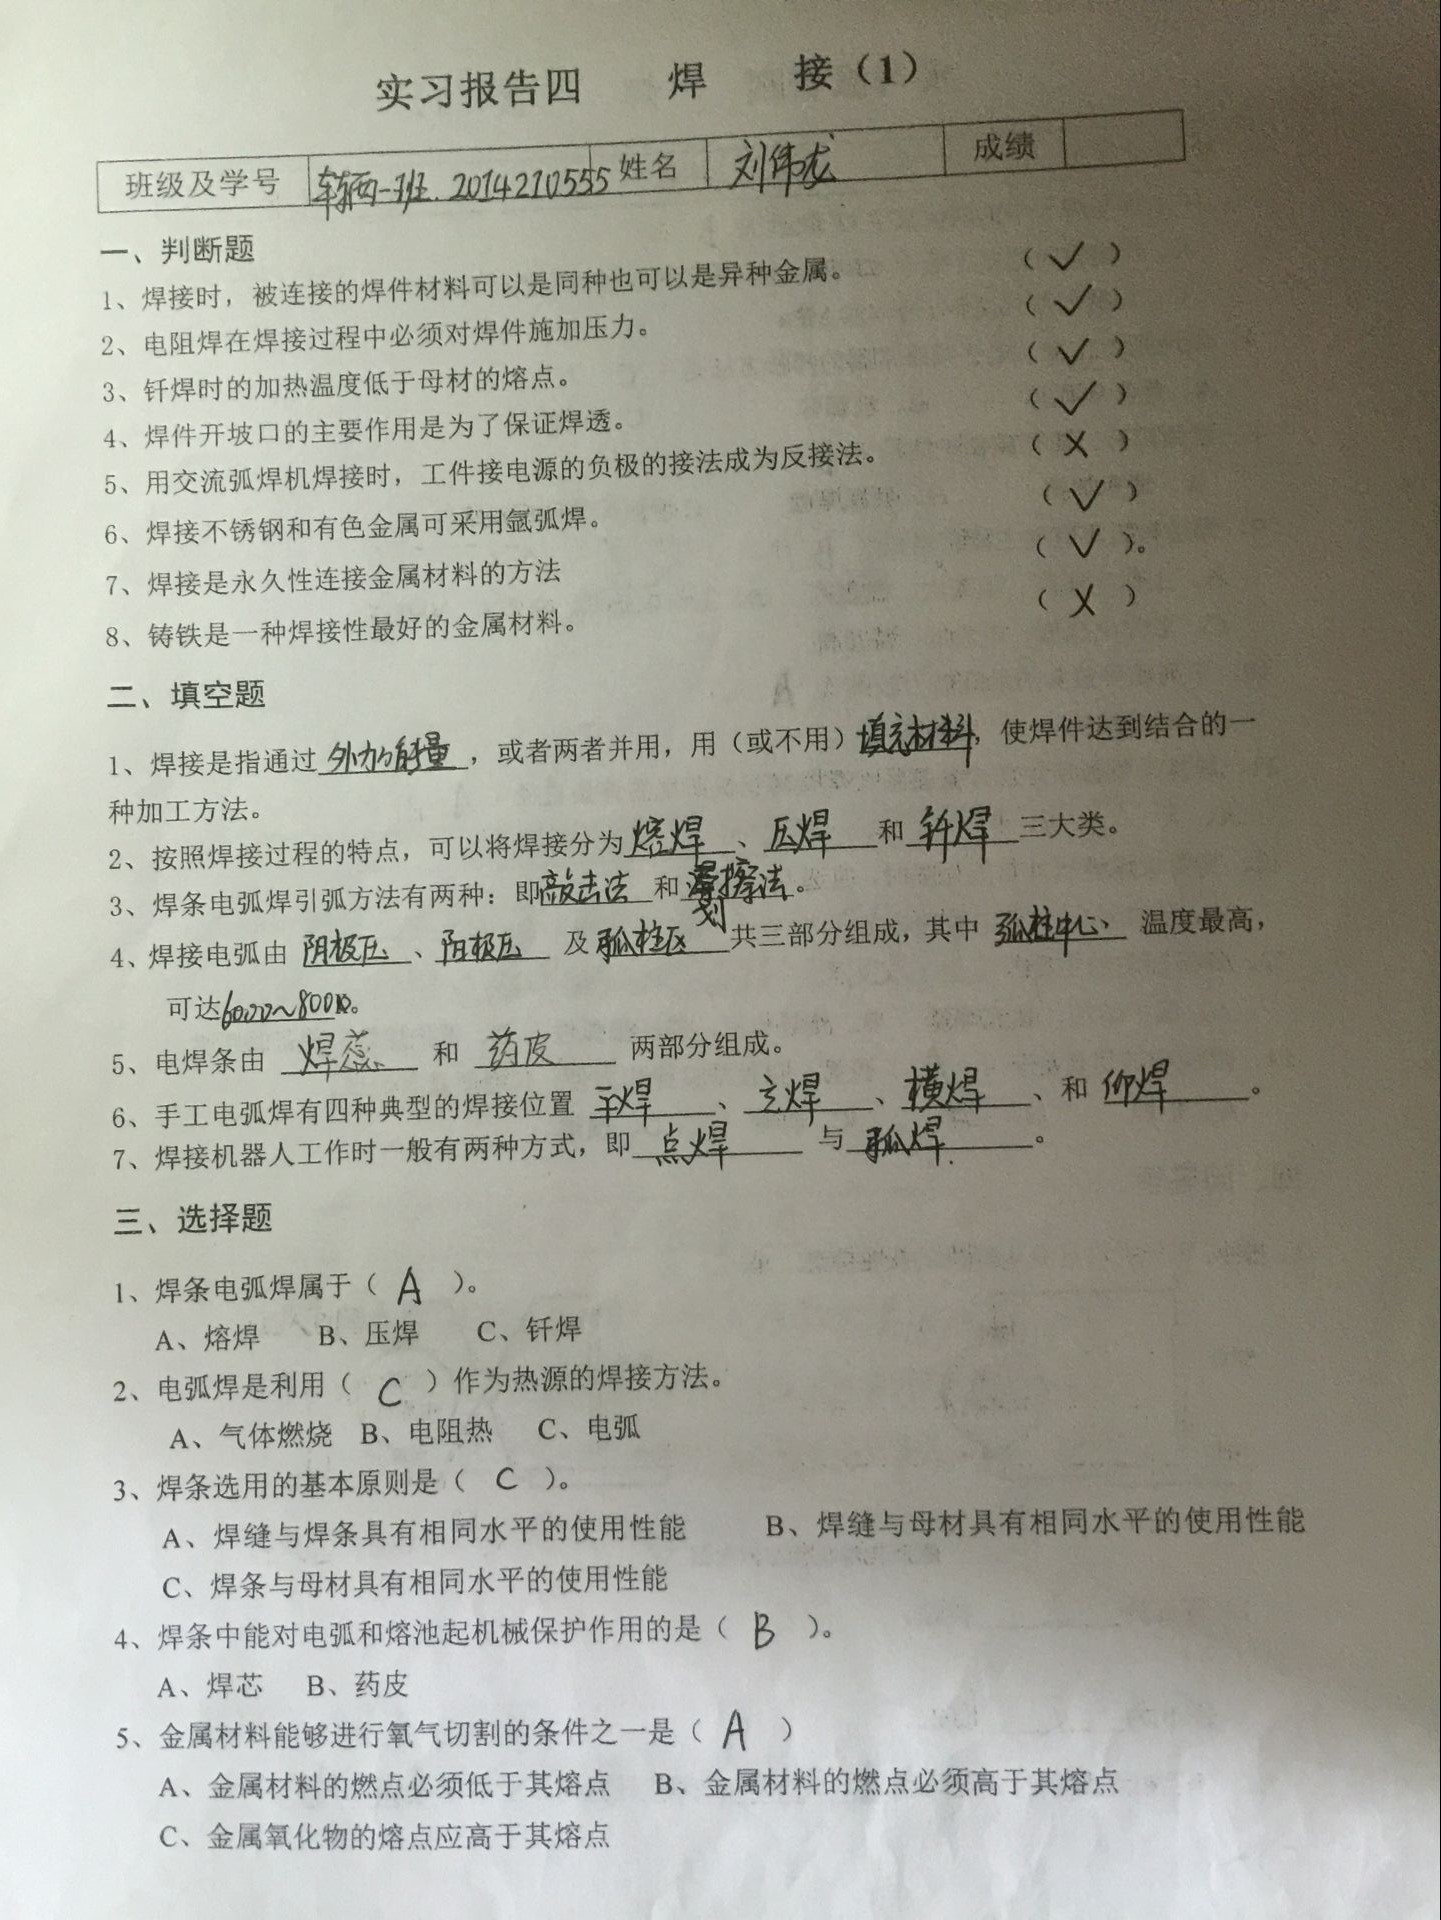 实习报告四 焊 接（1）
班级及学号 车辆一班. 2014210555 姓名 刘伟龙 成绩
一、判断题
1、焊接时，被连接的焊件材料可以是同种也可以是异种金属。 （ √ ）
2、电阻焊在焊接过程中必须对焊件施加压力。 （ √ ）
3、钎焊时的加热温度低于母材的熔点。 （ √ ）
4、焊件开坡口的主要作用是为了保证焊透。 （ √ ）
5、用交流弧焊机焊接时，工件接电源的负极的接法成为反接法。 （ X ）
6、焊接不锈钢和有色金属可采用氩弧焊。 （ √ ）
7、焊接是永久性连接金属材料的方法 （ √ ）。
8、铸铁是一种焊接性最好的金属材料。 （ X ）
二、填空题
1、焊接是指通过 外加能量 ，或者两者并用，用（或不用）填充材料，使焊件达到结合的一
种加工方法。
2、按照焊接过程的特点，可以将焊接分为 熔焊 、 压焊 和 钎焊 三大类。
3、焊条电弧焊引弧方法有两种：即敲击法 和 划擦法。
4、焊接电弧由 阴极区 、 阳极区 及 弧柱区 共三部分组成，其中 弧柱中心 温度最高，
可达6000~8000k。
5、电焊条由 焊蕊 和 药皮 两部分组成。
6、手工电弧焊有四种典型的焊接位置 平焊 、 立焊 、 横焊 、和 仰焊 。
7、焊接机器人工作时一般有两种方式，即 点焊 与 弧焊. 。
三、选择题
1、焊条电弧焊属于（ A ）。
A、熔焊 B、压焊 C、钎焊
2、电弧焊是利用（ C ）作为热源的焊接方法。
A、气体燃烧 B、电阻热 C、电弧
3、焊条选用的基本原则是（ C ）。
A、焊缝与焊条具有相同水平的使用性能 B、焊缝与母材具有相同水平的使用性能
C、焊条与母材具有相同水平的使用性能
4、焊条中能对电弧和熔池起机械保护作用的是（ B ）。
A、焊芯 B、药皮
5、金属材料能够进行氧气切割的条件之一是（ A ）
A、金属材料的燃点必须低于其熔点 B、金属材料的燃点必须高于其熔点
C、金属氧化物的熔点应高于其熔点